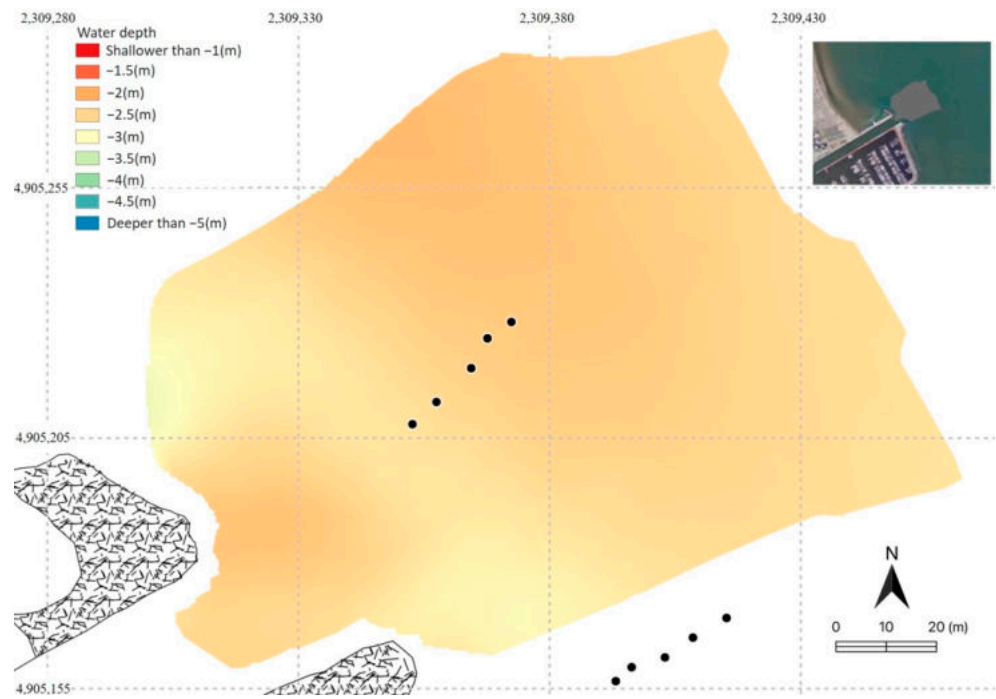 2,309,280
2,309,330
2,309,380
2,309,430
Water depth
Shallower than −1(m)
−1.5(m)
−2(m)
−2.5(m)
−3(m)
−3.5(m)
−4(m)
−4.5(m)
Deeper than −5(m)
4,905,255
4,905,205
4,905,155
N
0 10 20 (m)